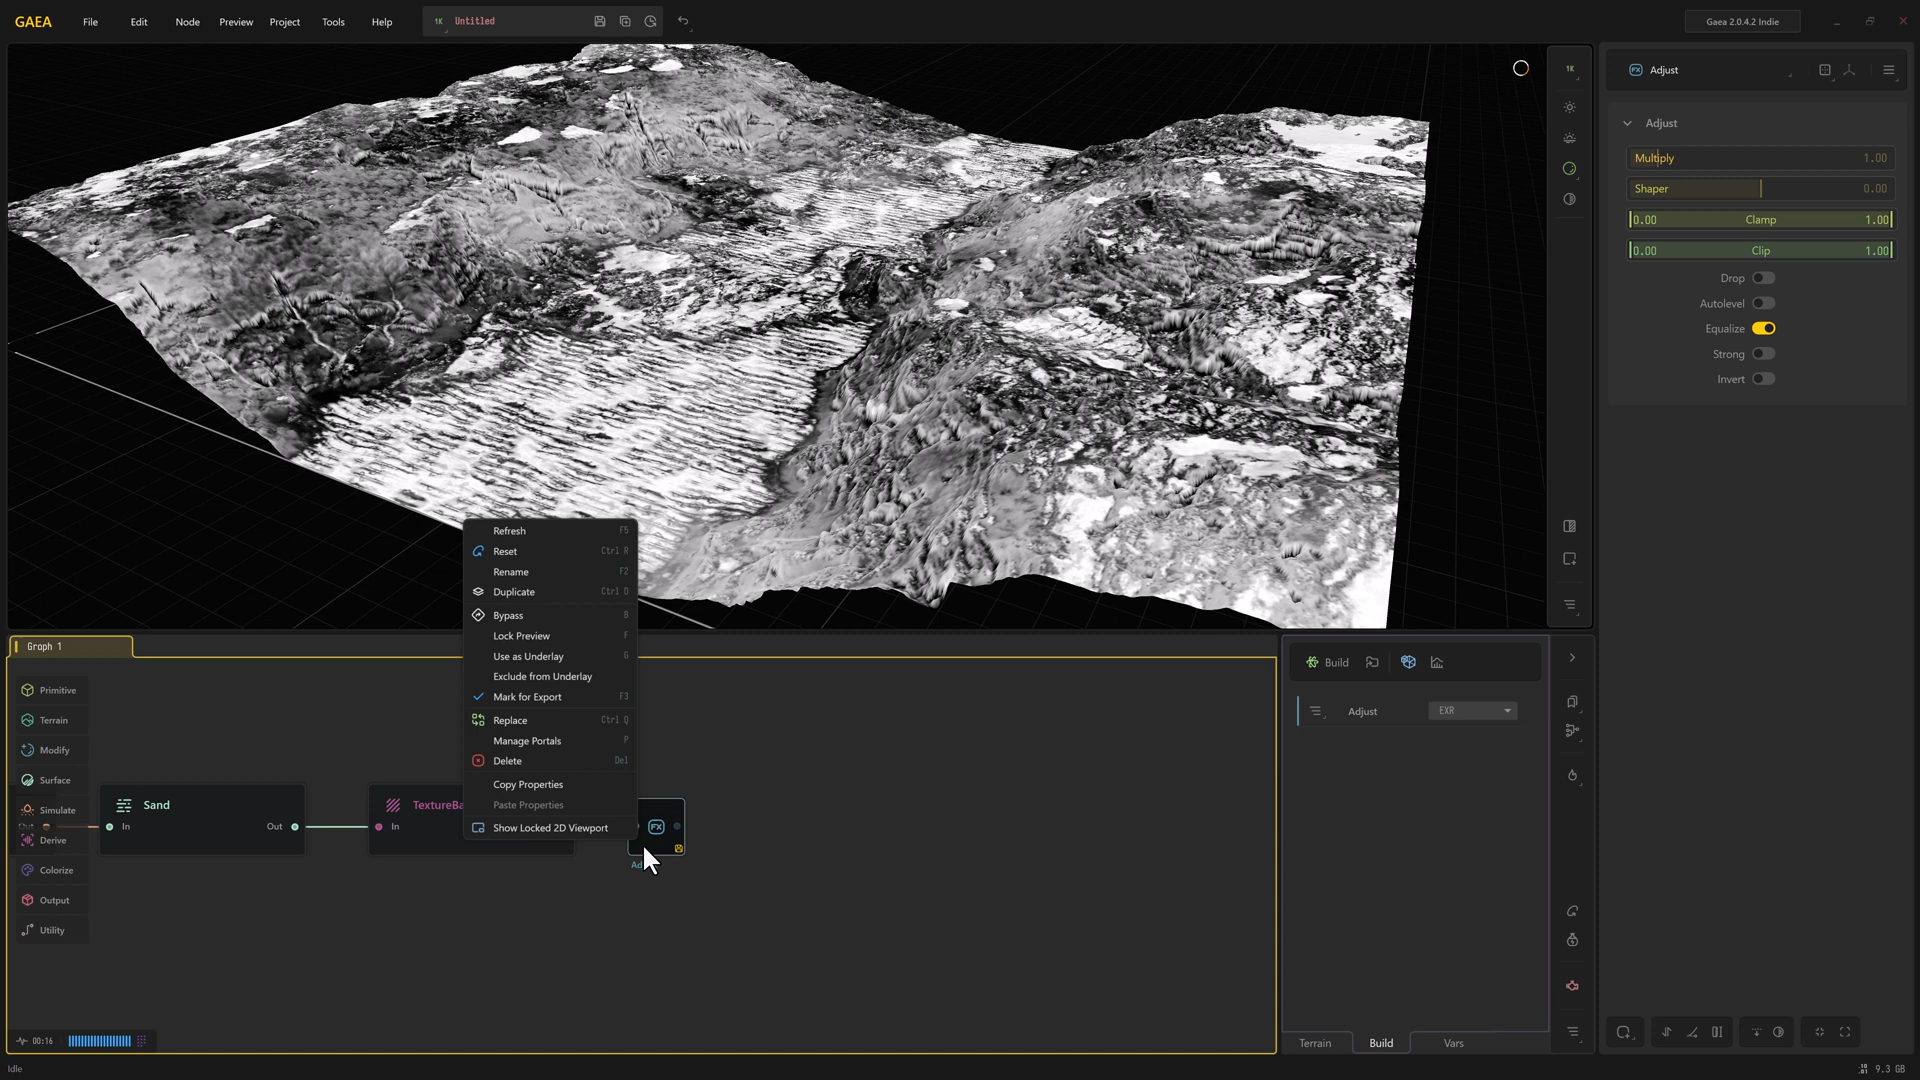 GAEA
File
Edit
Node
Preview
Project
Tools
Help
1K
Untitled
Gaea 2.0.4.2 Indie
1K
Adjust
Adjust
Multiply 1.00
Shaper 0.00
0.00 Clamp 1.00
0.00 Clip 1.00
Drop
Autolevel
Equalize
Strong
Invert
Refresh F5
Reset Ctrl R
Rename F2
Duplicate Ctrl D
Bypass B
Lock Preview F
Use as Underlay G
Exclude from Underlay
Mark for Export F3
Replace Ctrl Q
Manage Portals P
Delete Del
Copy Properties
Paste Properties
Show Locked 2D Viewport
Graph 1
Primitive
Terrain
Modify
Surface
Simulate
Derive
Colorize
Output
Utility
Out
Sand
In
Out
TextureBa
In
FX
Ad
Build
Adjust
EXR
Terrain
Build
Vars
00:16
Idle
9.3 GB